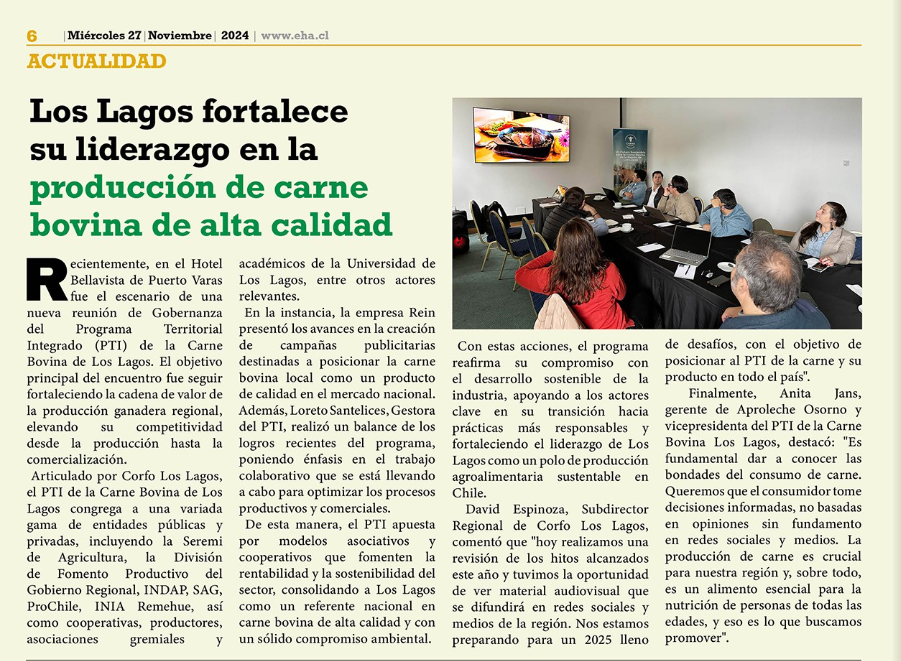 6 | Miércoles 27 | Noviembre | 2024 | www.eha.cl
ACTUALIDAD
Los Lagos fortalece
su liderazgo en la
producción de carne
bovina de alta calidad
Recientemente, en el Hotel
Bellavista de Puerto Varas
fue el escenario de una
nueva reunión de Gobernanza
del Programa Territorial
Integrado (PTI) de la Carne
Bovina de Los Lagos. El objetivo
principal del encuentro fue seguir
fortaleciendo la cadena de valor de
la producción ganadera regional,
elevando su competitividad
desde la producción hasta la
comercialización.
Articulado por Corfo Los Lagos,
el PTI de la Carne Bovina de Los
Lagos congrega a una variada
gama de entidades públicas y
privadas, incluyendo la Seremi
de Agricultura, la División
de Fomento Productivo del
Gobierno Regional, INDAP, SAG,
ProChile, INIA Remehue, así
como cooperativas, productores,
asociaciones gremiales y
académicos de la Universidad de
Los Lagos, entre otros actores
relevantes.
En la instancia, la empresa Rein
presentó los avances en la creación
de campañas publicitarias
destinadas a posicionar la carne
bovina local como un producto
de calidad en el mercado nacional.
Además, Loreto Santelices, Gestora
del PTI, realizó un balance de los
logros recientes del programa,
poniendo énfasis en el trabajo
colaborativo que se está llevando
a cabo para optimizar los procesos
productivos y comerciales.
De esta manera, el PTI apuesta
por modelos asociativos y
cooperativos que fomenten la
rentabilidad y la sostenibilidad del
sector, consolidando a Los Lagos
como un referente nacional en
carne bovina de alta calidad y con
un sólido compromiso ambiental.
Con estas acciones, el programa
reafirma su compromiso con
el desarrollo sostenible de la
industria, apoyando a los actores
clave en su transición hacia
prácticas más responsables y
fortaleciendo el liderazgo de Los
Lagos como un polo de producción
agroalimentaria sustentable en
Chile.
David Espinoza, Subdirector
Regional de Corfo Los Lagos,
comentó que "hoy realizamos una
revisión de los hitos alcanzados
este año y tuvimos la oportunidad
de ver material audiovisual que
se difundirá en redes sociales y
medios de la región. Nos estamos
preparando para un 2025 lleno
de desafíos, con el objetivo de
posicionar al PTI de la carne y su
producto en todo el país".
Finalmente, Anita Jans,
gerente de Aproleche Osorno y
vicepresidenta del PTI de la Carne
Bovina Los Lagos, destacó: "Es
fundamental dar a conocer las
bondades del consumo de carne.
Queremos que el consumidor tome
decisiones informadas, no basadas
en opiniones sin fundamento
en redes sociales y medios. La
producción de carne es crucial
para nuestra región y, sobre todo,
es un alimento esencial para la
nutrición de personas de todas las
edades, y eso es lo que buscamos
promover".